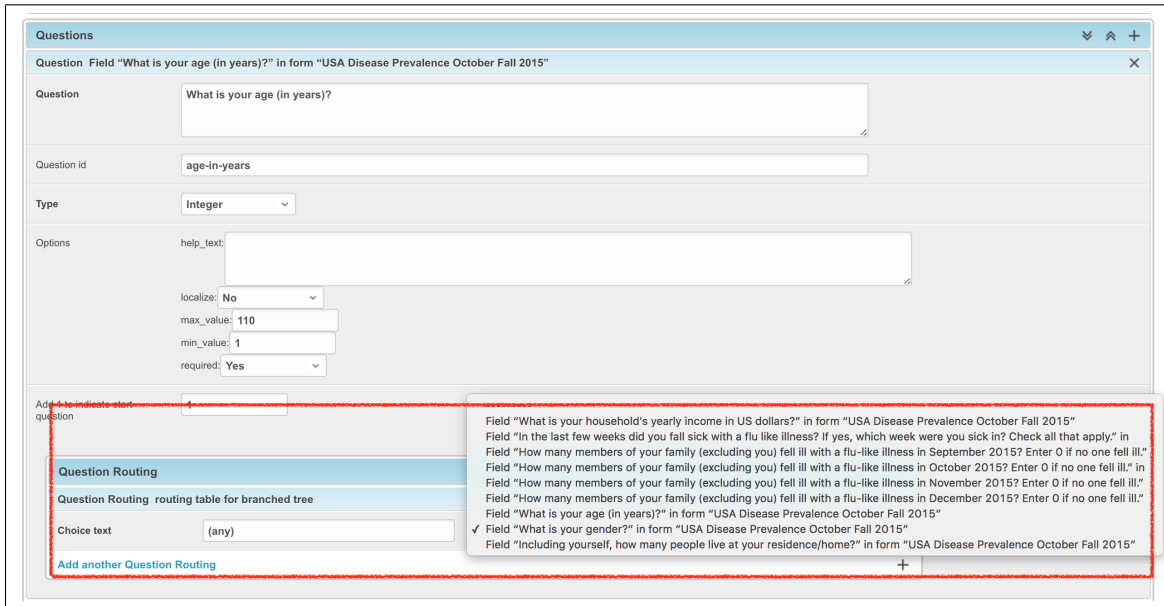 Questions
Question Field “What is your age (in years)?” in form “USA Disease Prevalence October Fall 2015”
Question
What is your age (in years)?
Question id
age-in-years
Type
Integer
Options
help_text:
localize: No
max_value: 110
min_value: 1
required: Yes
Add 1 to indicate start
question
1
Field “What is your household's yearly income in US dollars?” in form “USA Disease Prevalence October Fall 2015”
Field “In the last few weeks did you fall sick with a flu like illness? If yes, which week were you sick in? Check all that apply.” in
Field “How many members of your family (excluding you) fell ill with a flu-like illness in September 2015? Enter 0 if no one fell ill.”
Field “How many members of your family (excluding you) fell ill with a flu-like illness in October 2015? Enter 0 if no one fell ill.” in
Field “How many members of your family (excluding you) fell ill with a flu-like illness in November 2015? Enter 0 if no one fell ill.”
Field “How many members of your family (excluding you) fell ill with a flu-like illness in December 2015? Enter 0 if no one fell ill.”
Field “What is your age (in years)?” in form “USA Disease Prevalence October Fall 2015”
✓ Field “What is your gender?” in form “USA Disease Prevalence October Fall 2015”
Field “Including yourself, how many people live at your residence/home?” in form “USA Disease Prevalence October Fall 2015”
Question Routing
Question Routing routing table for branched tree
Choice text
(any)
Add another Question Routing